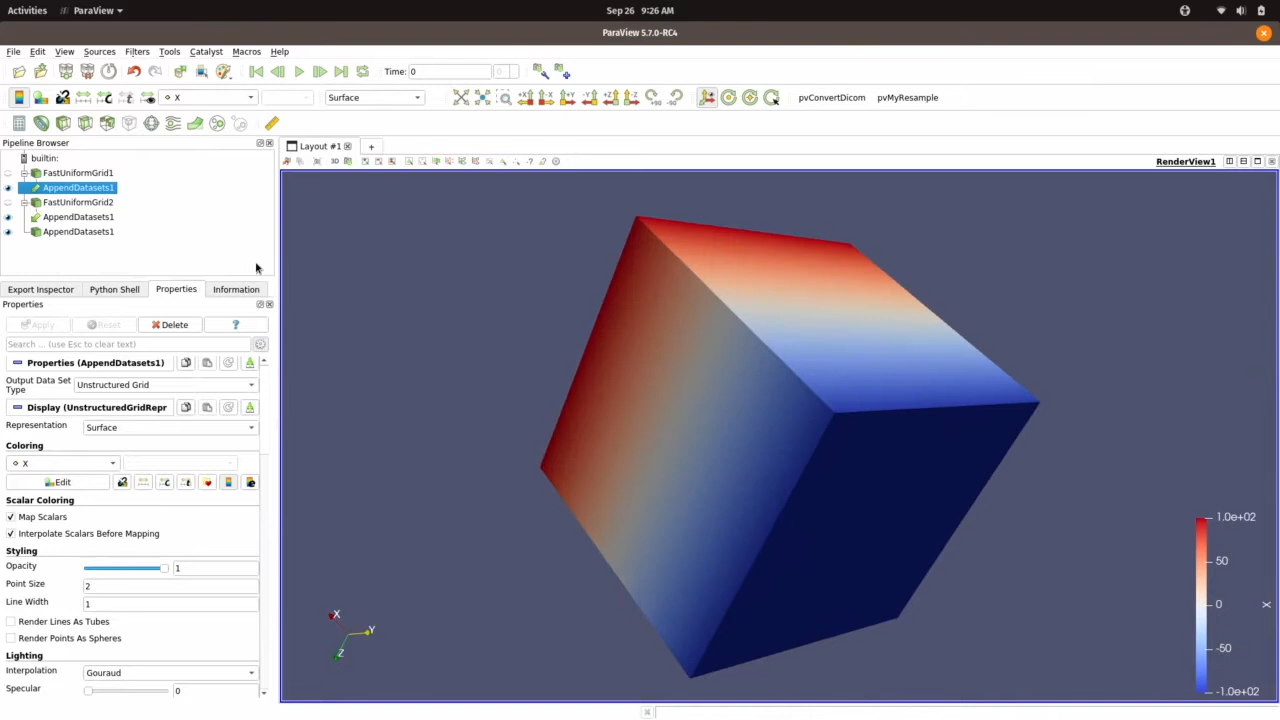 Activities ParaView Sep 26 9:26 AM
ParaView 5.7.0-RC4
File Edit View Sources Filters Tools Catalyst Macros Help
Time: 0 0
X Surface pvConvertDicom pvMyResample
Pipeline Browser
Layout #1 +
3D RenderView1
builtin:
FastUniformGrid1
AppendDatasets1
FastUniformGrid2
AppendDatasets1
AppendDatasets1
Export Inspector Python Shell Properties Information
Properties
Apply Reset Delete ?
Search ... (use Esc to clear text)
Properties (AppendDatasets1)
Output Data Set Type Unstructured Grid
Display (UnstructuredGridRepr
Representation Surface
Coloring
X
Edit
Scalar Coloring
Map Scalars
Interpolate Scalars Before Mapping
Styling
Opacity 1
Point Size 2
Line Width 1
Render Lines As Tubes
Render Points As Spheres
Lighting
Interpolation Gouraud
Specular 0
X
Y
Z
1.0e+02
50
0
-50
-1.0e+02
X